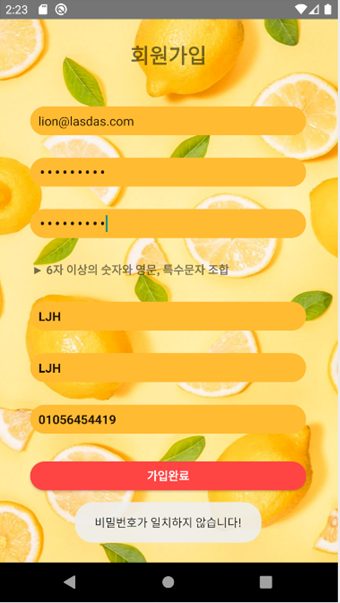 2:23
회원가입
lion@lasdas.com
•••••••••
•••••••••
► 6자 이상의 숫자와 영문, 특수문자 조합
LJH
LJH
01056454419
가입완료
비밀번호가 일치하지 않습니다!